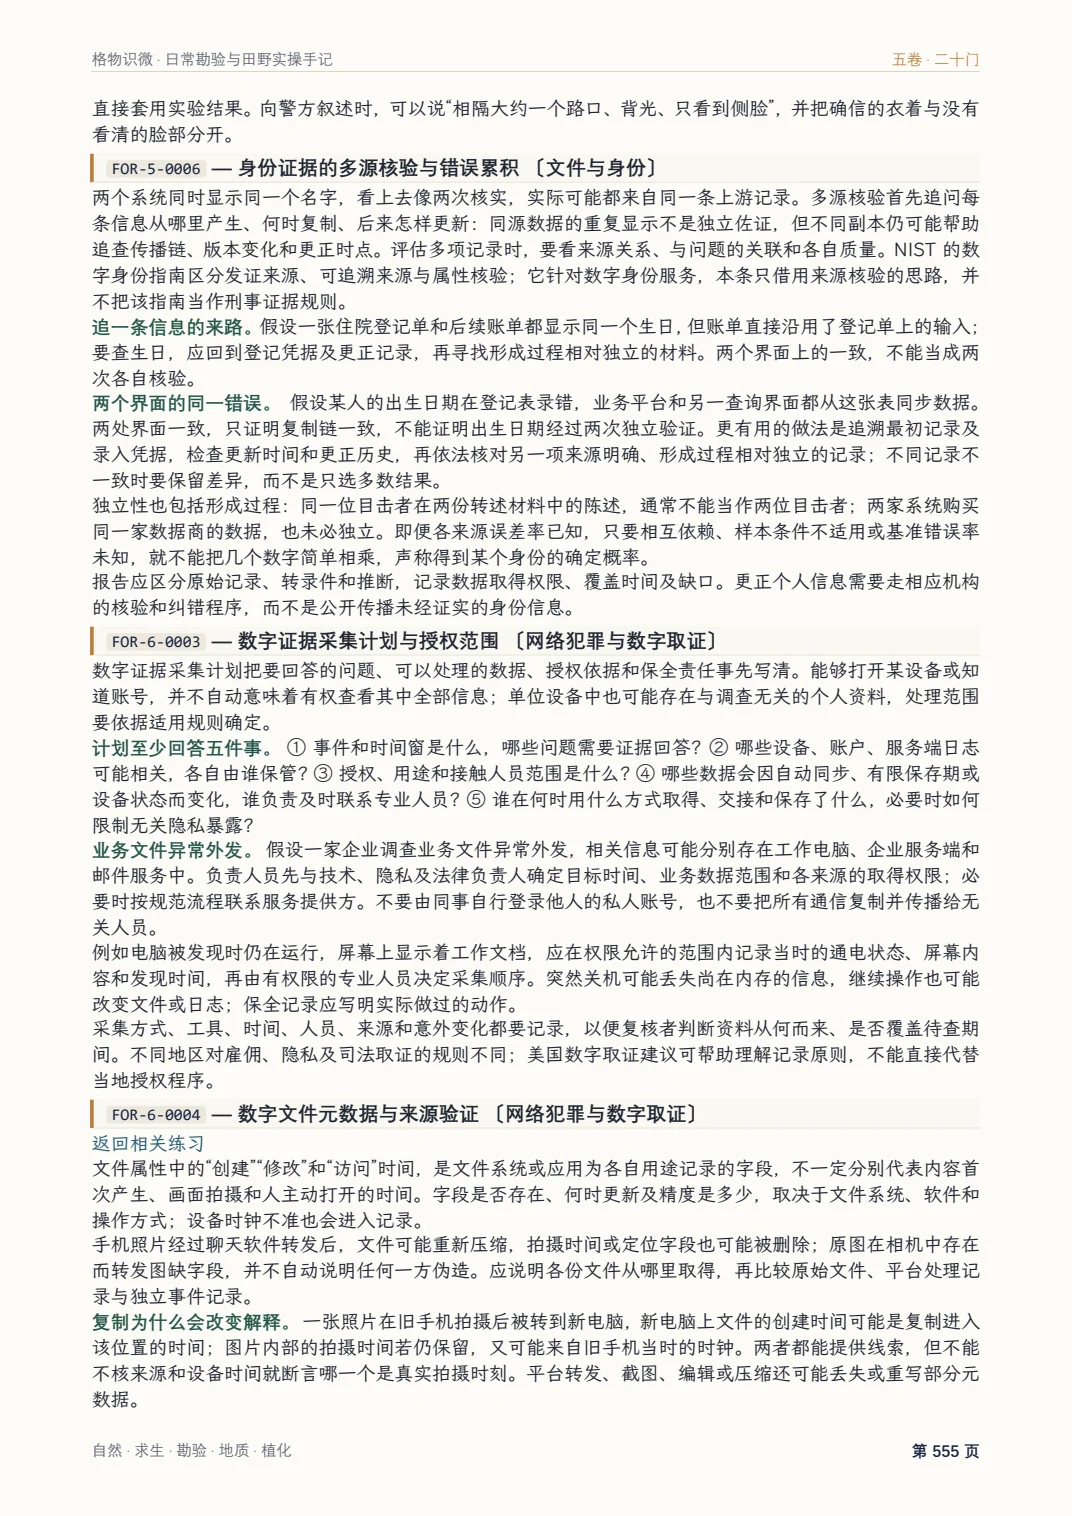 格物识微 · 日常勘验与田野实操手记
五卷 · 二十门
直接套用实验结果。向警方叙述时，可以说“相隔大约一个路口、背光、只看到侧脸”，并把确信的衣着与没有
看清的脸部分开。
FOR-5-0006 — 身份证据的多源核验与错误累积 〔文件与身份〕
两个系统同时显示同一个名字，看上去像两次核实，实际可能都来自同一条上游记录。多源核验首先追问每
条信息从哪里产生、何时复制、后来怎样更新：同源数据的重复显示不是独立佐证，但不同副本仍可能帮助
追查传播链、版本变化和更正时点。评估多项记录时，要看来源关系、与问题的关联和各自质量。NIST 的数
字身份指南区分发证来源、可追溯来源与属性核验；它针对数字身份服务，本条只借用来源核验的思路，并
不把该指南当作刑事证据规则。
追一条信息的来路。假设一张住院登记单和后续账单都显示同一个生日，但账单直接沿用了登记单上的输入；
要查生日，应回到登记凭据及更正记录，再寻找形成过程相对独立的材料。两个界面上的一致，不能当成两
次各自核验。
两个界面的同一错误。 假设某人的出生日期在登记表录错，业务平台和另一查询界面都从这张表同步数据。
两处界面一致，只证明复制链一致，不能证明出生日期经过两次独立验证。更有用的做法是追溯最初记录及
录入凭据，检查更新时间和更正历史，再依法核对另一项来源明确、形成过程相对独立的记录；不同记录不
一致时要保留差异，而不是只选多数结果。
独立性也包括形成过程：同一位目击者在两份转述材料中的陈述，通常不能当作两位目击者；两家系统购买
同一家数据商的数据，也未必独立。即便各来源误差率已知，只要相互依赖、样本条件不适用或基准错误率
未知，就不能把几个数字简单相乘，声称得到某个身份的确定概率。
报告应区分原始记录、转录件和推断，记录数据取得权限、覆盖时间及缺口。更正个人信息需要走相应机构
的核验和纠错程序，而不是公开传播未经证实的身份信息。
FOR-6-0003 — 数字证据采集计划与授权范围 〔网络犯罪与数字取证〕
数字证据采集计划把要回答的问题、可以处理的数据、授权依据和保全责任事先写清。能够打开某设备或知
道账号，并不自动意味着有权查看其中全部信息；单位设备中也可能存在与调查无关的个人资料，处理范围
要依据适用规则确定。
计划至少回答五件事。 ① 事件和时间窗是什么，哪些问题需要证据回答？② 哪些设备、账户、服务端日志
可能相关，各自由谁保管？③ 授权、用途和接触人员范围是什么？④ 哪些数据会因自动同步、有限保存期或
设备状态而变化，谁负责及时联系专业人员？⑤ 谁在何时用什么方式取得、交接和保存了什么，必要时如何
限制无关隐私暴露？
业务文件异常外发。 假设一家企业调查业务文件异常外发，相关信息可能分别存在工作电脑、企业服务端和
邮件服务中。负责人员先与技术、隐私及法律负责人确定目标时间、业务数据范围和各来源的取得权限；必
要时按规范流程联系服务提供方。不要由同事自行登录他人的私人账号，也不要把所有通信复制并传播给无
关人员。
例如电脑被发现时仍在运行，屏幕上显示着工作文档，应在权限允许的范围内记录当时的通电状态、屏幕内
容和发现时间，再由有权限的专业人员决定采集顺序。突然关机可能丢失尚在内存的信息，继续操作也可能
改变文件或日志；保全记录应写明实际做过的动作。
采集方式、工具、时间、人员、来源和意外变化都要记录，以便复核者判断资料从何而来、是否覆盖待查期
间。不同地区对雇佣、隐私及司法取证的规则不同；美国数字取证建议可帮助理解记录原则，不能直接代替
当地授权程序。
FOR-6-0004 — 数字文件元数据与来源验证 〔网络犯罪与数字取证〕
返回相关练习
文件属性中的“创建”“修改”和“访问”时间，是文件系统或应用为各自用途记录的字段，不一定分别代表内容首
次产生、画面拍摄和人主动打开的时间。字段是否存在、何时更新及精度是多少，取决于文件系统、软件和
操作方式；设备时钟不准也会进入记录。
手机照片经过聊天软件转发后，文件可能重新压缩，拍摄时间或定位字段也可能被删除；原图在相机中存在
而转发图缺字段，并不自动说明任何一方伪造。应说明各份文件从哪里取得，再比较原始文件、平台处理记
录与独立事件记录。
复制为什么会改变解释。 一张照片在旧手机拍摄后被转到新电脑，新电脑上文件的创建时间可能是复制进入
该位置的时间；图片内部的拍摄时间若仍保留，又可能来自旧手机当时的时钟。两者都能提供线索，但不能
不核来源和设备时间就断言哪一个是真实拍摄时刻。平台转发、截图、编辑或压缩还可能丢失或重写部分元
数据。
自然 · 求生 · 勘验 · 地质 · 植化
第 555 页